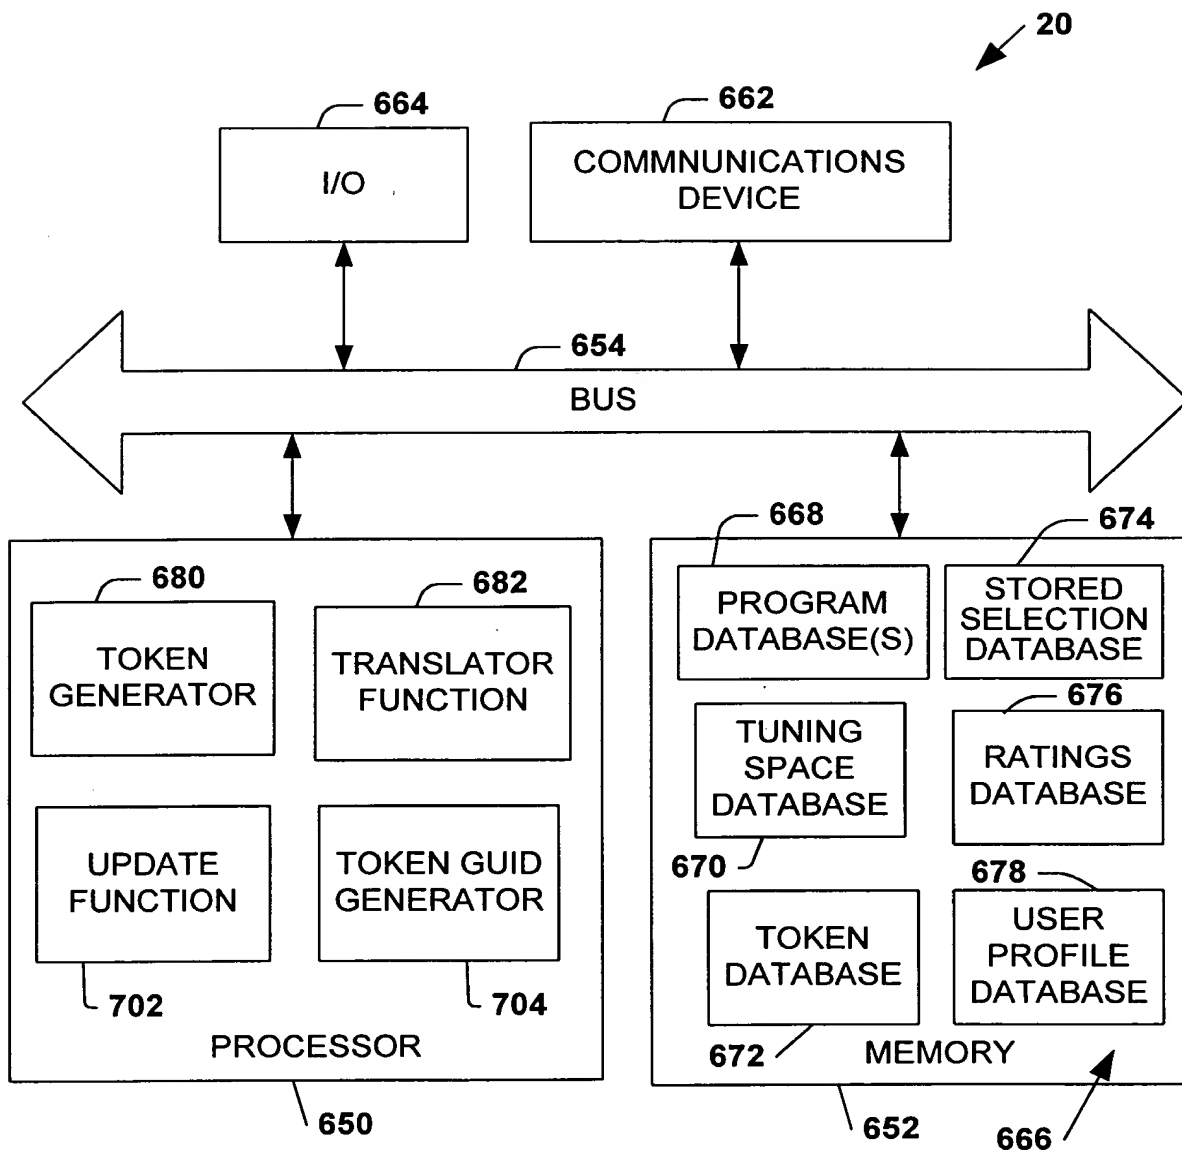 20
664
662
I/O
COMMNUNICATIONS
DEVICE
654
BUS
668
674
680
682
PROGRAM
DATABASE(S)
STORED
SELECTION
DATABASE
TOKEN
GENERATOR
TRANSLATOR
FUNCTION
676
TUNING
SPACE
DATABASE
RATINGS
DATABASE
670
678
UPDATE
FUNCTION
TOKEN GUID
GENERATOR
TOKEN
DATABASE
USER
PROFILE
DATABASE
702
704
672
PROCESSOR
MEMORY
650
652
666